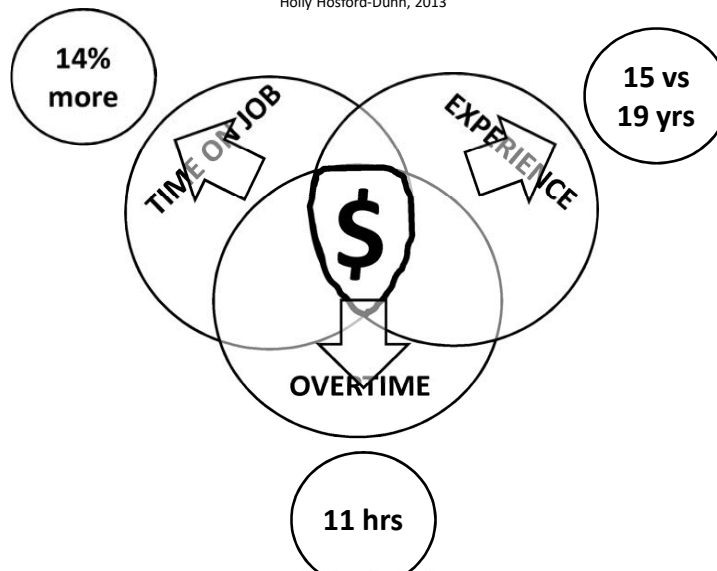 Holly Hosford-Dunn, 2013
14%
more
15 vs
19 yrs
TIME ON JOB
EXPERIENCE
$
OVERTIME
11 hrs